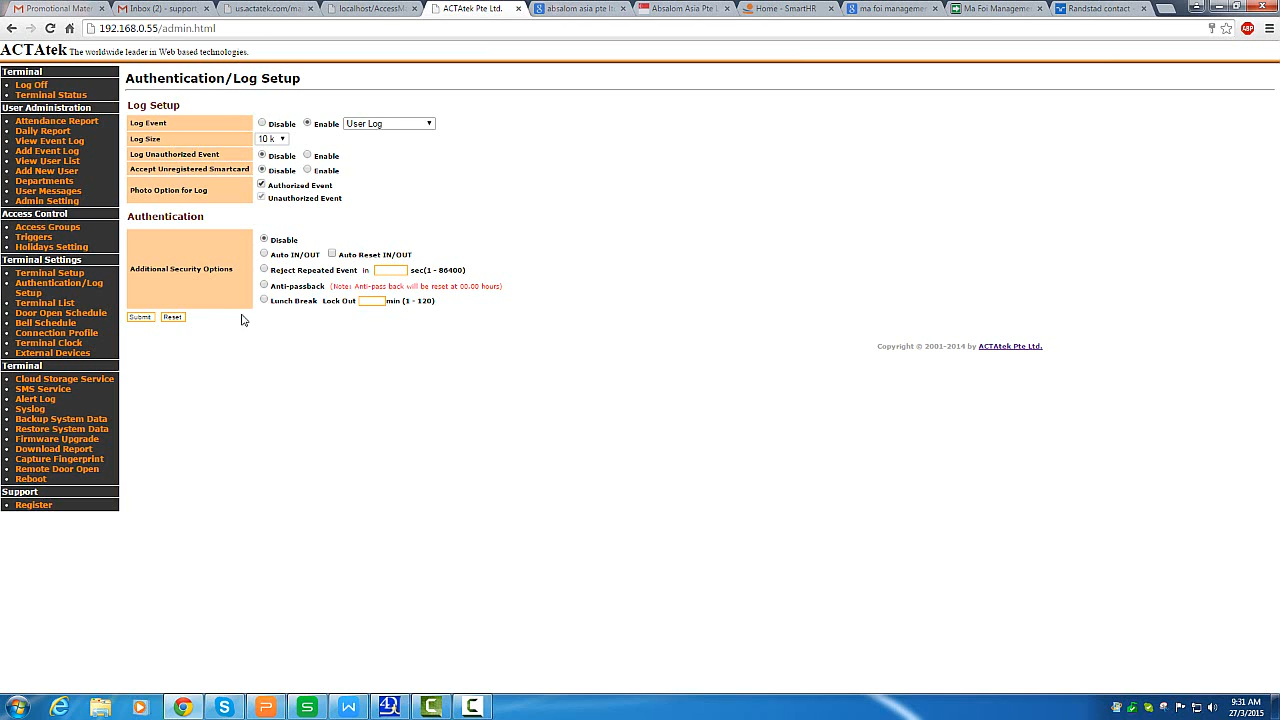 Promotional Mater
Inbox (2) - support
us.actatek.com/ma
localhost/AccessMa
ACTAtek Pte Ltd.
absalom asia pte lt
Absalom Asia Pte L
Home - SmartHR
ma foi managemen
Ma Foi Managemen
Randstad contact
192.168.0.55/admin.html
ABP
ACTAtek The worldwide leader in Web based technologies.
Terminal
Log Off
Terminal Status
User Administration
Attendance Report
Daily Report
View Event Log
Add Event Log
View User List
Add New User
Departments
User Messages
Admin Setting
Access Control
Access Groups
Triggers
Holidays Setting
Terminal Settings
Terminal Setup
Authentication/Log
Setup
Terminal List
Door Open Schedule
Bell Schedule
Connection Profile
Terminal Clock
External Devices
Terminal
Cloud Storage Service
SMS Service
Alert Log
Syslog
Backup System Data
Restore System Data
Firmware Upgrade
Download Report
Capture Fingerprint
Remote Door Open
Reboot
Support
Register
Authentication/Log Setup
Log Setup
Log Event Disable Enable User Log
Log Size 10 k
Log Unauthorized Event Disable Enable
Accept Unregistered Smartcard Disable Enable
Photo Option for Log
Authorized Event
Unauthorized Event
Authentication
Additional Security Options
Disable
Auto IN/OUT Auto Reset IN/OUT
Reject Repeated Event in sec(1 - 86400)
Anti-passback (Note: Anti-pass back will be reset at 00:00 hours)
Lunch Break Lock Out min (1 - 120)
Submit Reset
Copyright © 2001-2014 by ACTAtek Pte Ltd.
9:31 AM
27/3/2015